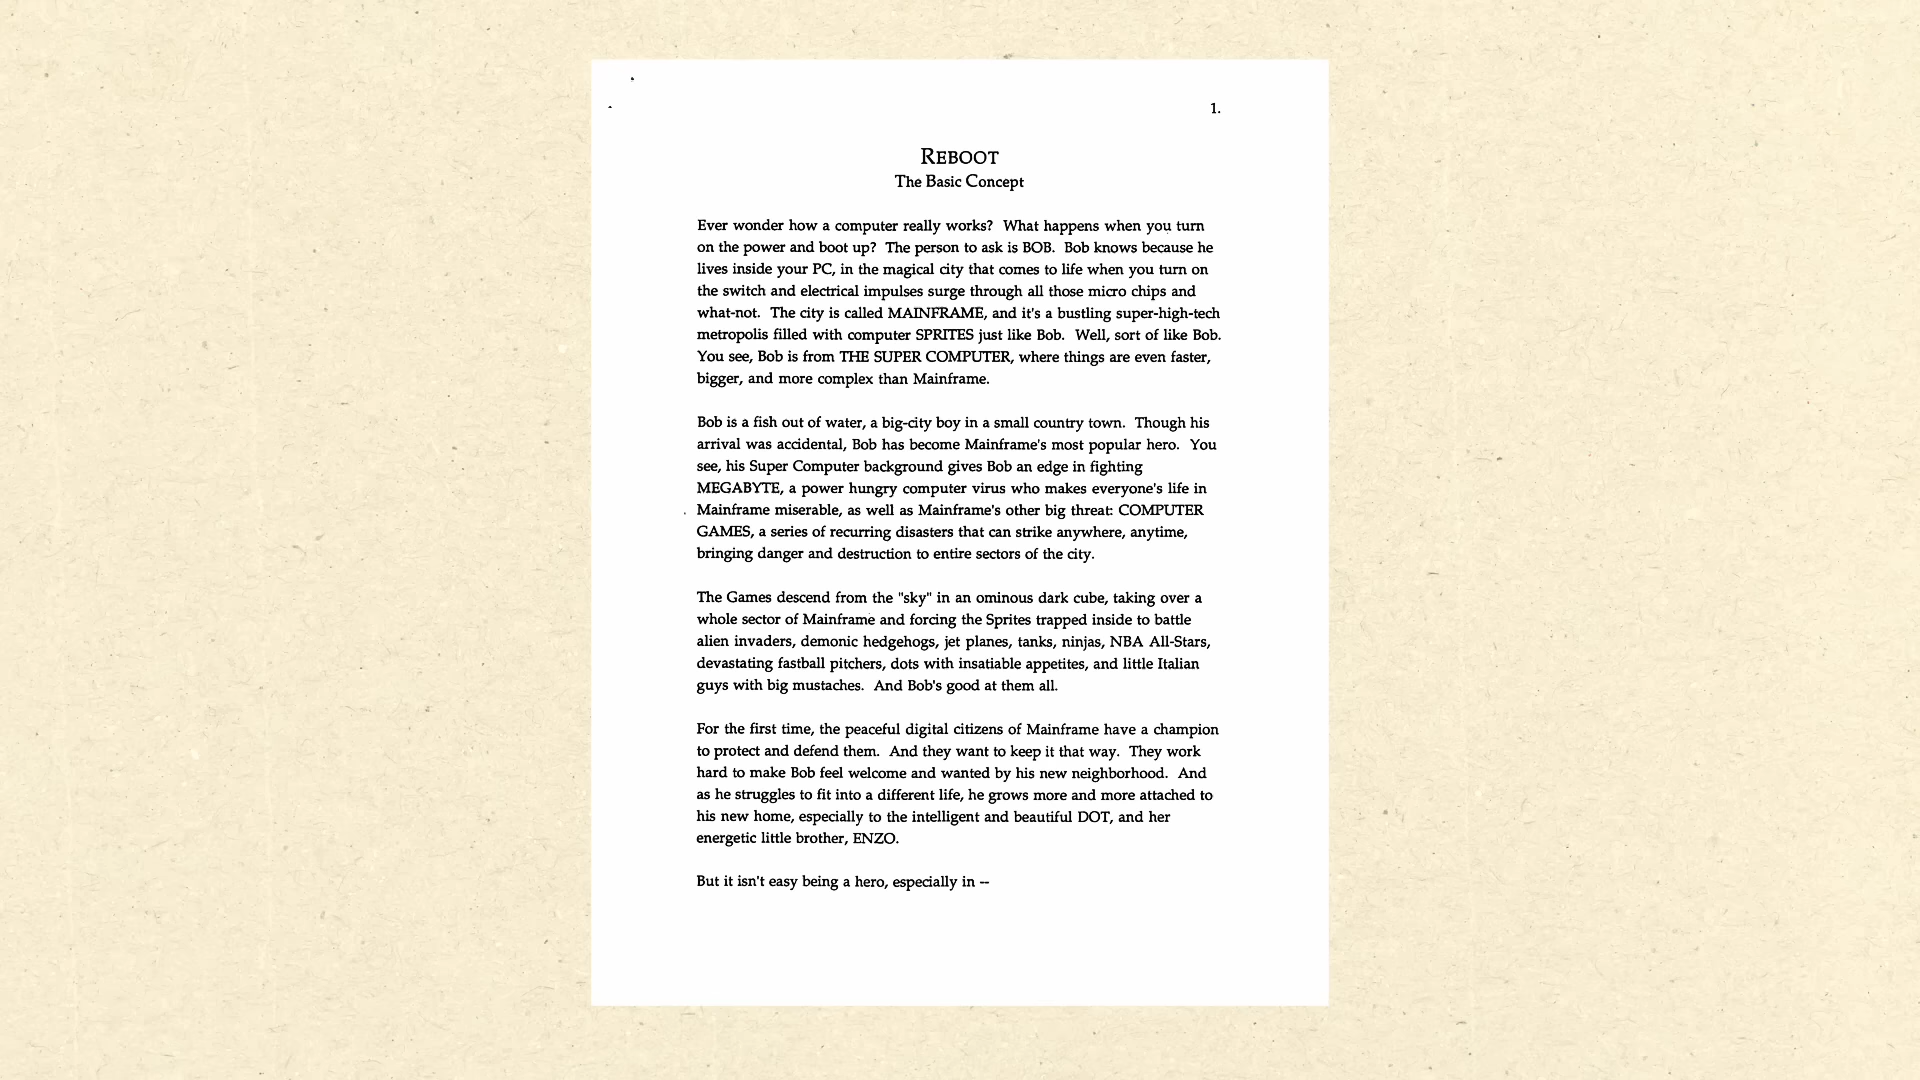 1.
REBOOT
The Basic Concept
Ever wonder how a computer really works?  What happens when you turn
on the power and boot up?  The person to ask is BOB.  Bob knows because he
lives inside your PC, in the magical city that comes to life when you turn on
the switch and electrical impulses surge through all those micro chips and
what-not.  The city is called MAINFRAME, and it's a bustling super-high-tech
metropolis filled with computer SPRITES just like Bob.  Well, sort of like Bob.
You see, Bob is from THE SUPER COMPUTER, where things are even faster,
bigger, and more complex than Mainframe.
Bob is a fish out of water, a big-city boy in a small country town.  Though his
arrival was accidental, Bob has become Mainframe's most popular hero.  You
see, his Super Computer background gives Bob an edge in fighting
MEGABYTE, a power hungry computer virus who makes everyone's life in
Mainframe miserable, as well as Mainframe's other big threat: COMPUTER
GAMES, a series of recurring disasters that can strike anywhere, anytime,
bringing danger and destruction to entire sectors of the city.
The Games descend from the "sky" in an ominous dark cube, taking over a
whole sector of Mainframe and forcing the Sprites trapped inside to battle
alien invaders, demonic hedgehogs, jet planes, tanks, ninjas, NBA All-Stars,
devastating fastball pitchers, dots with insatiable appetites, and little Italian
guys with big mustaches.  And Bob's good at them all.
For the first time, the peaceful digital citizens of Mainframe have a champion
to protect and defend them.  And they want to keep it that way.  They work
hard to make Bob feel welcome and wanted by his new neighborhood.  And
as he struggles to fit into a different life, he grows more and more attached to
his new home, especially to the intelligent and beautiful DOT, and her
energetic little brother, ENZO.
But it isn't easy being a hero, especially in --